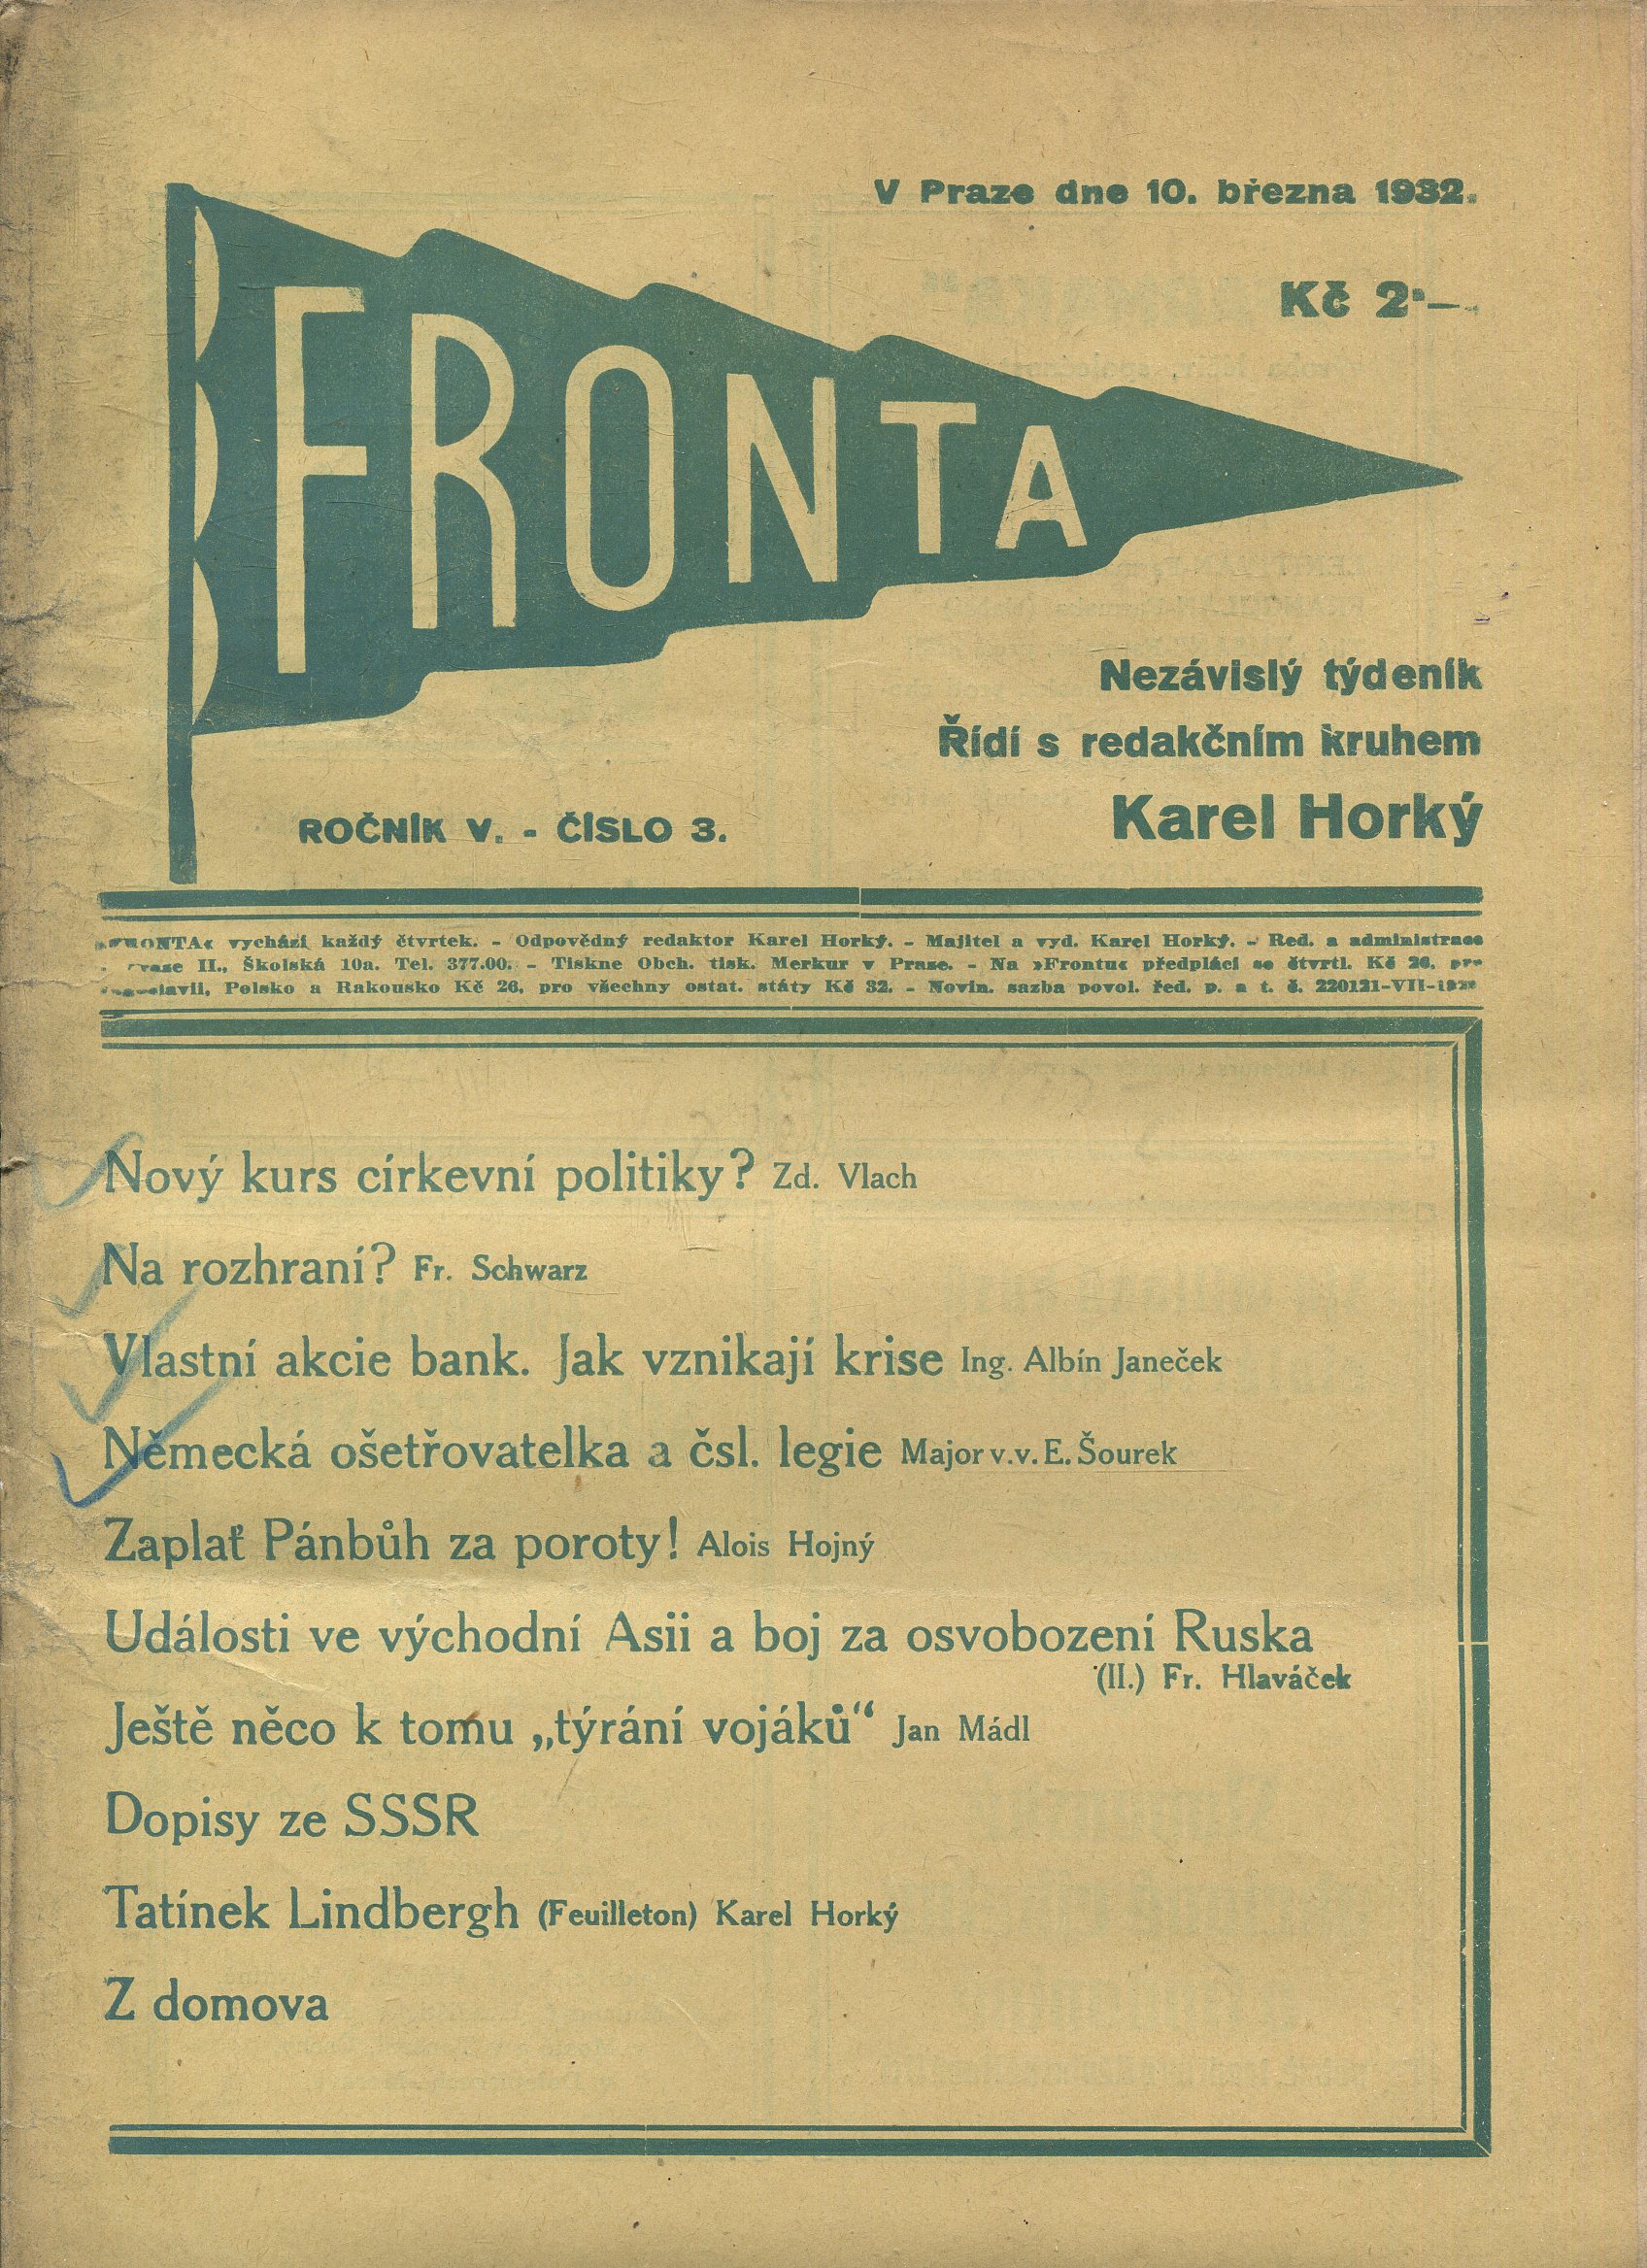 V Praze dne 10. března 1932.
Kč 2·—
FRONTA
Nezávislý týdeník
Řídí s redakčním kruhem
Karel Horký
ROČNÍK V. - ČÍSLO 3.
»FRONTA« vychází každý čtvrtek. - Odpovědný redaktor Karel Horký. - Majitel a vyd. Karel Horký. - Red. a administrace
II., Školská 10a. Tel. 377.00. - Tiskne Obch. tisk. Merkur v Praze. - Na »Frontu« předplácí se čtvrtl. Kč 26, pro
Polsko a Rakousko Kč 26, pro všechny ostat. státy Kč 32. - Novin. sazba povol. řed. p. a t. č. 220121-VII-
Nový kurs církevní politiky? Zd. Vlach
Na rozhraní? Fr. Schwarz
Vlastní akcie bank. Jak vznikají krise Ing. Albín Janeček
Německá ošetřovatelka a čsl. legie Major v.v. E. Šourek
Zaplať Pánbůh za poroty! Alois Hojný
Události ve východní Asii a boj za osvobození Ruska
(II.) Fr. Hlaváček
Ještě něco k tomu „týrání vojáků“ Jan Mádl
Dopisy ze SSSR
Tatínek Lindbergh (Feuilleton) Karel Horký
Z domova